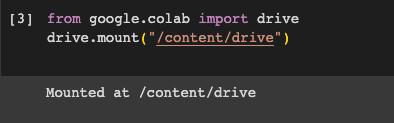 [3] from google.colab import drive
drive.mount("/content/drive")
Mounted at /content/drive